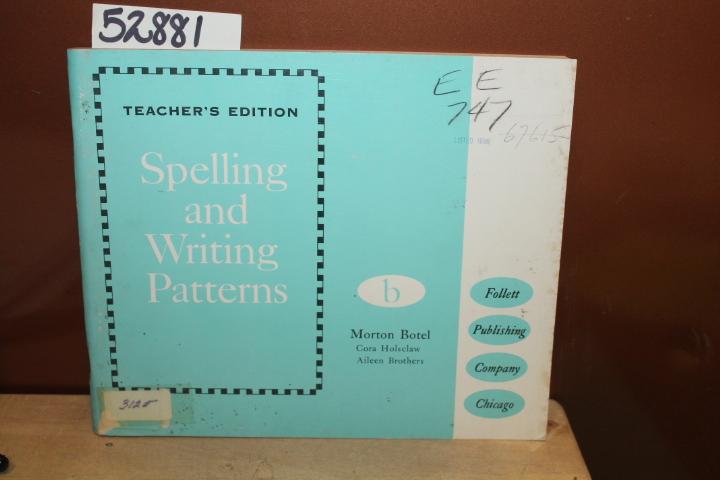 52881
TEACHER'S EDITION
Spelling
and
Writing
Patterns
b
Morton Botel
Cora Holsclaw
Aileen Brothers
E E
747
67615
Follett
Publishing
Company
Chicago